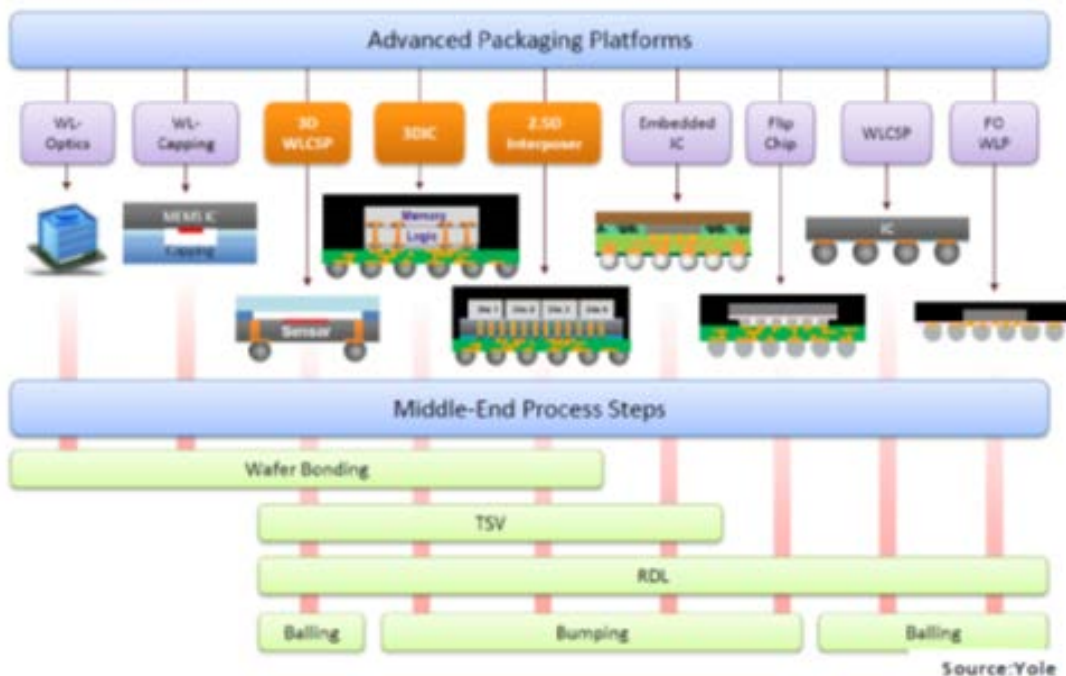 Advanced Packaging Platforms
WL-
Optics
WL-
Capping
3D
WLCSP
3DIC
2.5D
Interposer
Embedded
IC
Flip
Chip
WLCSP
FO
WLP
MEMS IC
Capping
Memory
Logic
IC
Sensor
Middle-End Process Steps
Wafer Bonding
TSV
RDL
Balling
Bumping
Balling
Source:Yole